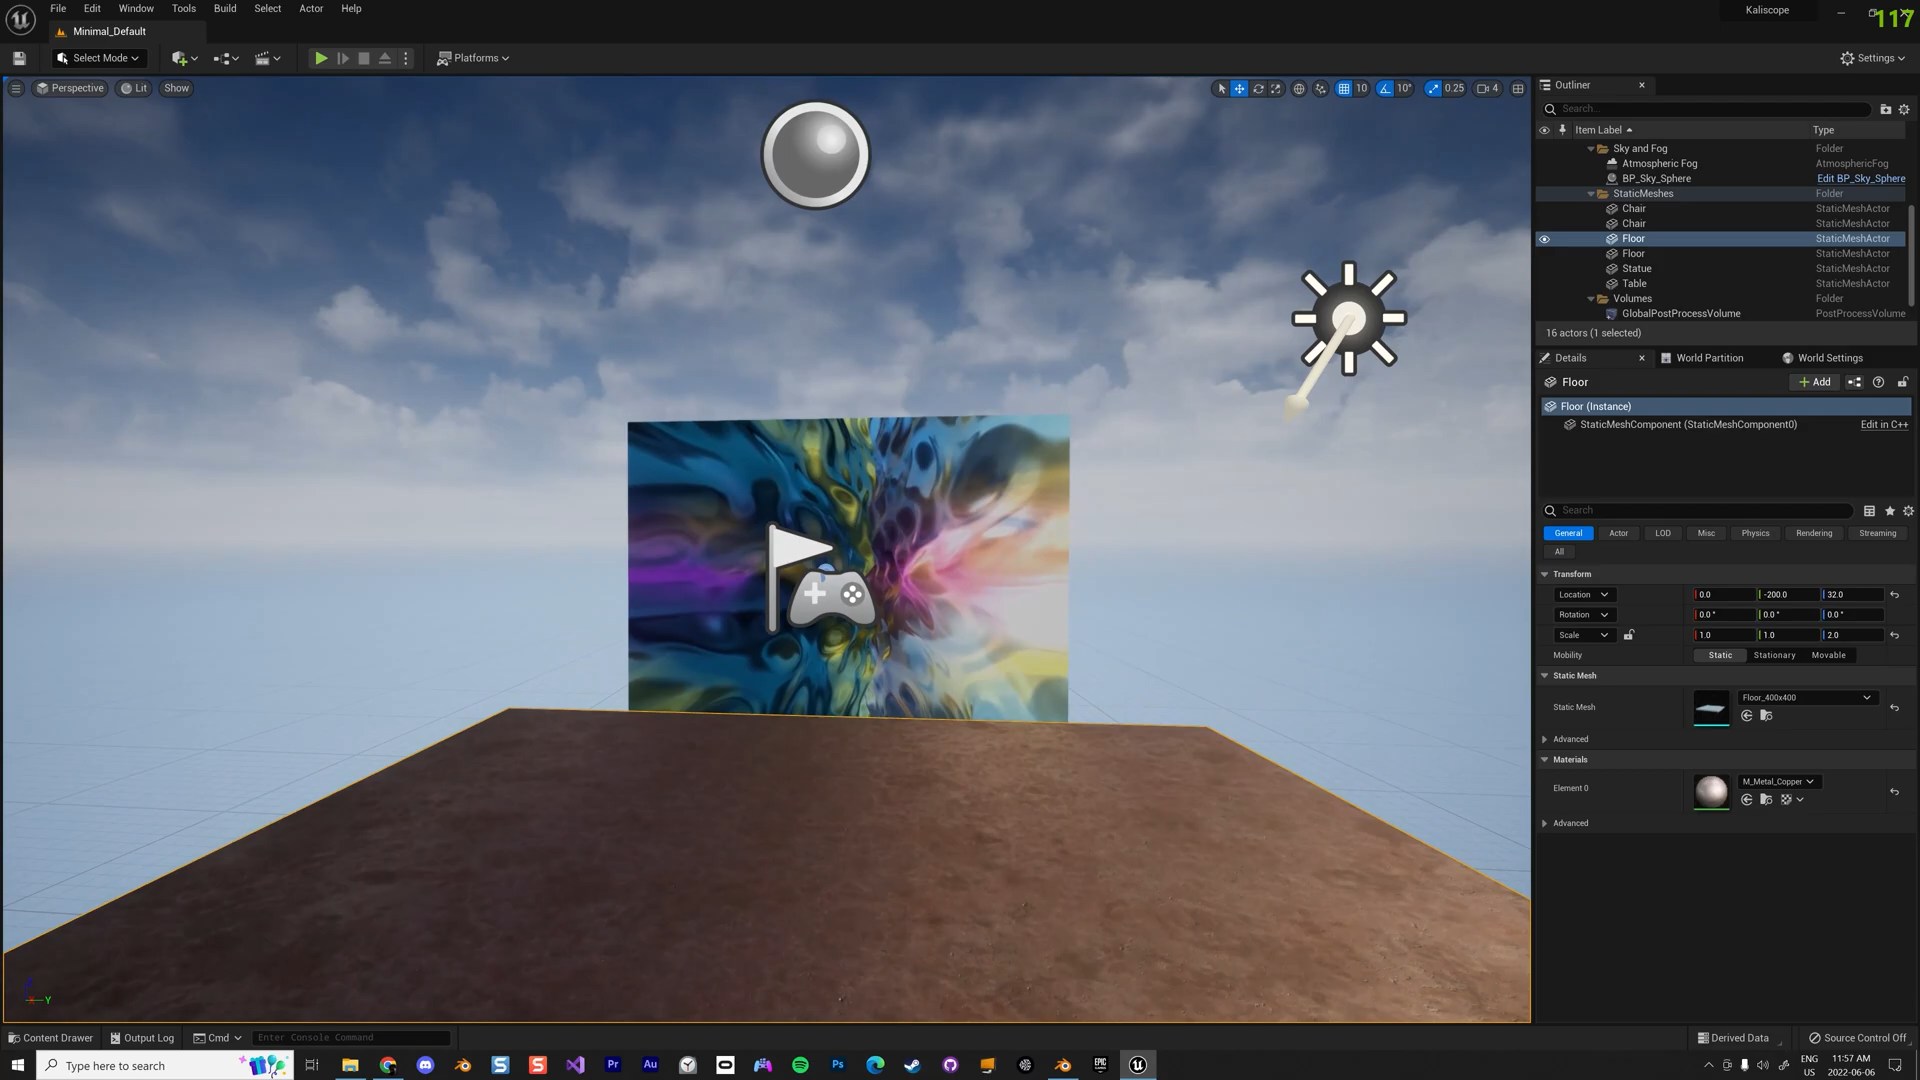 File Edit Window Tools Build Select Actor Help
Kaliscope
117
Minimal_Default
Select Mode
Platforms
Settings
Perspective Lit Show
10 10° 0.25 4
Outliner
Search...
Item Label Type
Sky and Fog Folder
Atmospheric Fog AtmosphericFog
BP_Sky_Sphere Edit BP_Sky_Sphere
StaticMeshes Folder
Chair StaticMeshActor
Chair StaticMeshActor
Floor StaticMeshActor
Floor StaticMeshActor
Statue StaticMeshActor
Table StaticMeshActor
Volumes Folder
GlobalPostProcessVolume PostProcessVolume
16 actors (1 selected)
Details World Partition World Settings
Floor
+ Add
Floor (Instance)
StaticMeshComponent (StaticMeshComponent0) Edit in C++
Search
General Actor LOD Misc Physics Rendering Streaming
All
Transform
Location 0.0 -200.0 32.0
Rotation 0.0° 0.0° 0.0°
Scale 1.0 1.0 2.0
Mobility Static Stationary Movable
Static Mesh
Static Mesh Floor_400x400
Advanced
Materials
Element 0 M_Metal_Copper
Advanced
Y
Content Drawer Output Log Cmd Enter Console Command
Derived Data Source Control Off
Type here to search
Pr Au Ps
EPIC GAMES
ENG US
11:57 AM
2022-06-06